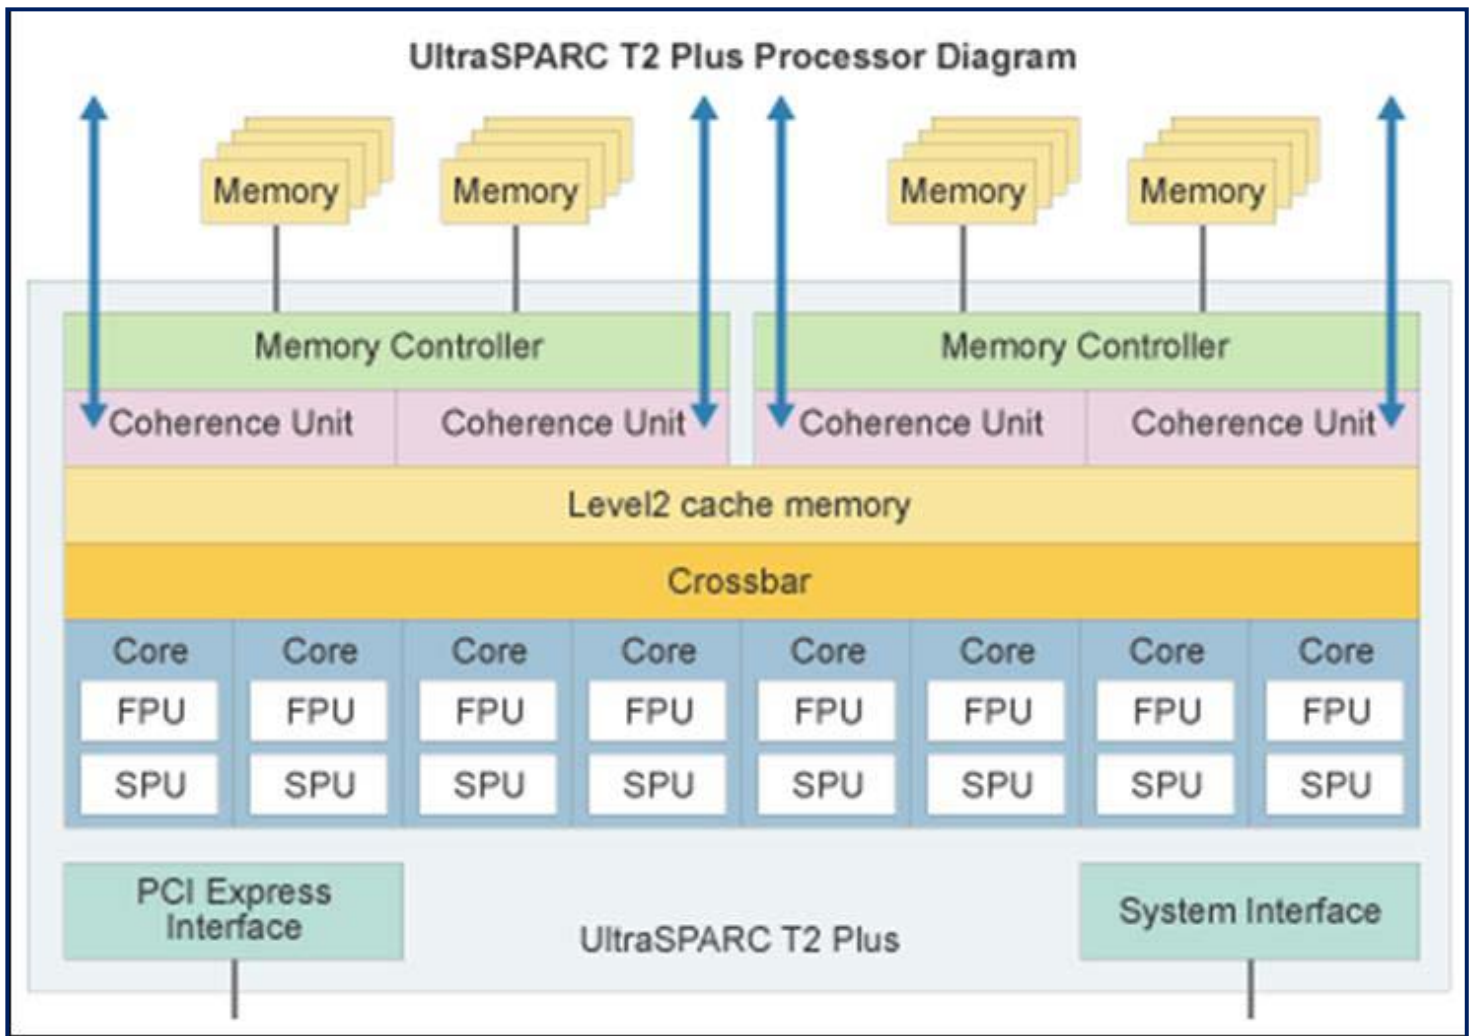 UltraSPARC T2 Plus Processor Diagram
Memory
Memory
Memory
Memory
Memory Controller
Memory Controller
Coherence Unit
Coherence Unit
Coherence Unit
Coherence Unit
Level2 cache memory
Crossbar
Core
Core
Core
Core
Core
Core
Core
Core
FPU
FPU
FPU
FPU
FPU
FPU
FPU
FPU
SPU
SPU
SPU
SPU
SPU
SPU
SPU
SPU
PCI Express
Interface
System Interface
UltraSPARC T2 Plus